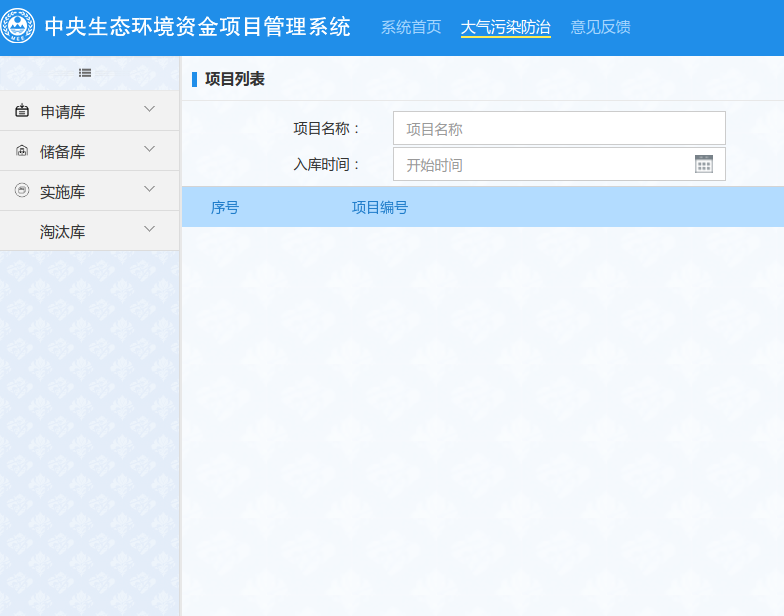 中央生态环境资金项目管理系统 系统首页 大气污染防治 意见反馈
项目列表
申请库
储备库
实施库
淘汰库
项目名称： 项目名称
入库时间： 开始时间
序号 项目编号